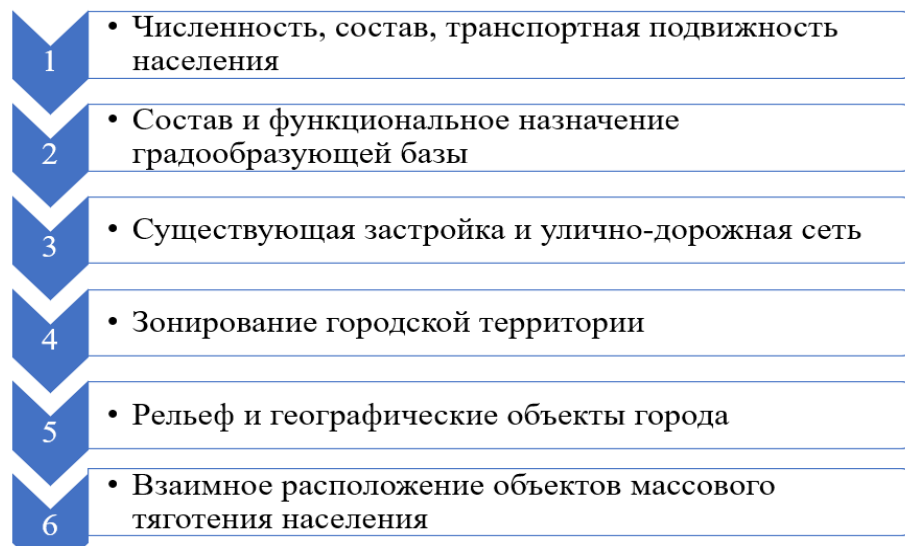 1
• Численность, состав, транспортная подвижность
населения
2
• Состав и функциональное назначение
градообразующей базы
3
• Существующая застройка и улично-дорожная сеть
4
• Зонирование городской территории
5
• Рельеф и географические объекты города
6
• Взаимное расположение объектов массового
тяготения населения